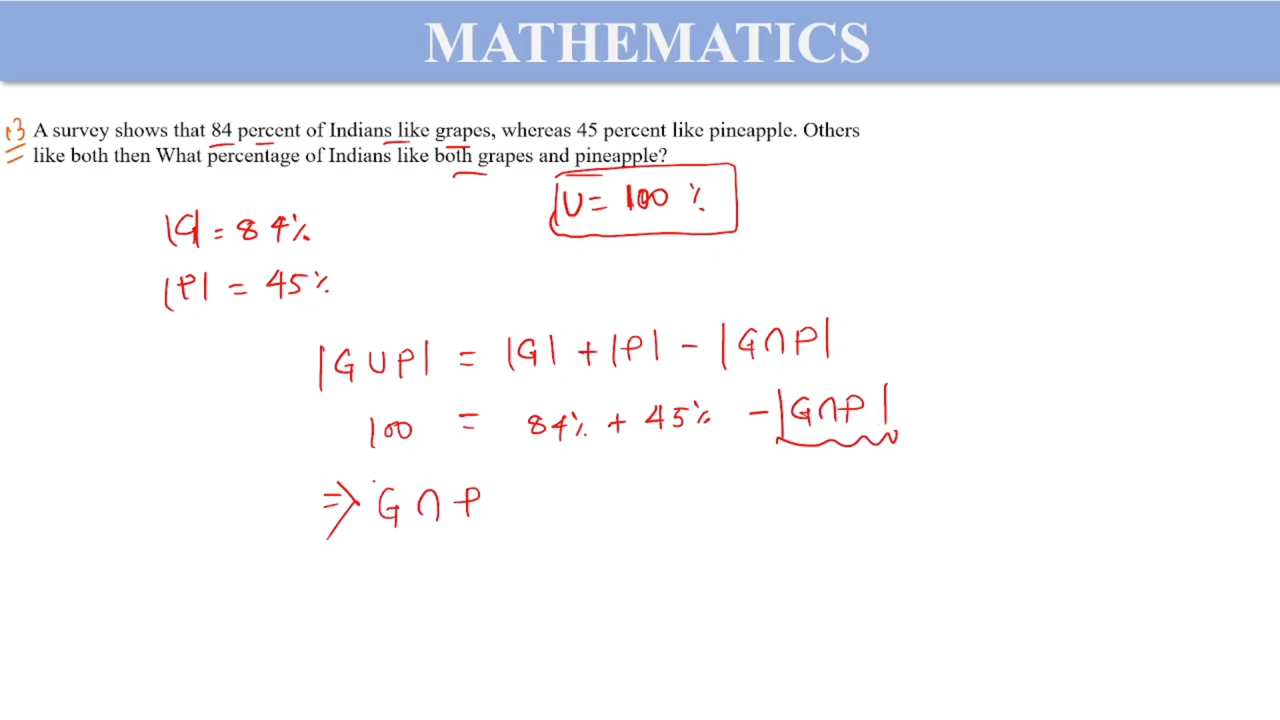 MATHEMATICS
13 A survey shows that 84 percent of Indians like grapes, whereas 45 percent like pineapple. Others
like both then What percentage of Indians like both grapes and pineapple?
U = 100 %
|G| = 84%
|P| = 45%
|G∪P| = |G| + |P| - |G∩P|
100 = 84% + 45% - |G∩P|
⇒ G∩P